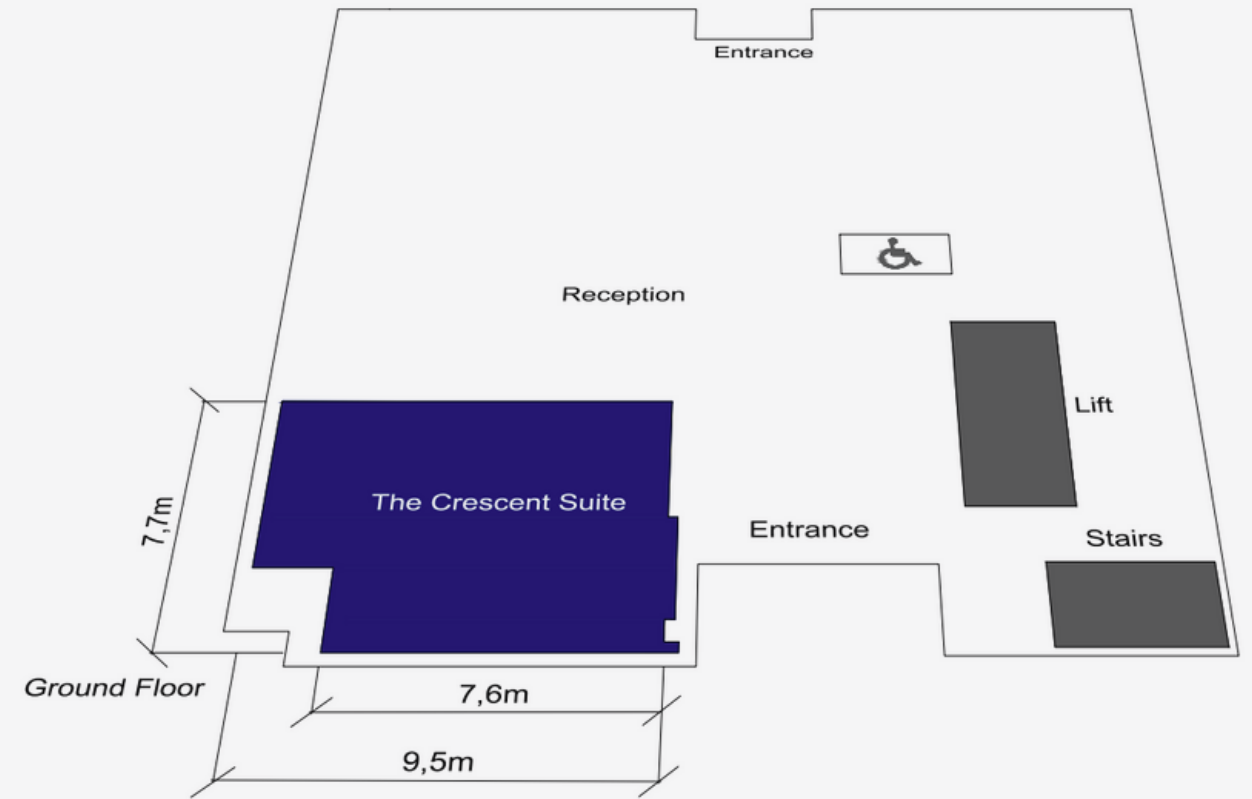 Entrance
Reception
Lift
The Crescent Suite
7,7m
Entrance
Stairs
Ground Floor
7,6m
9,5m